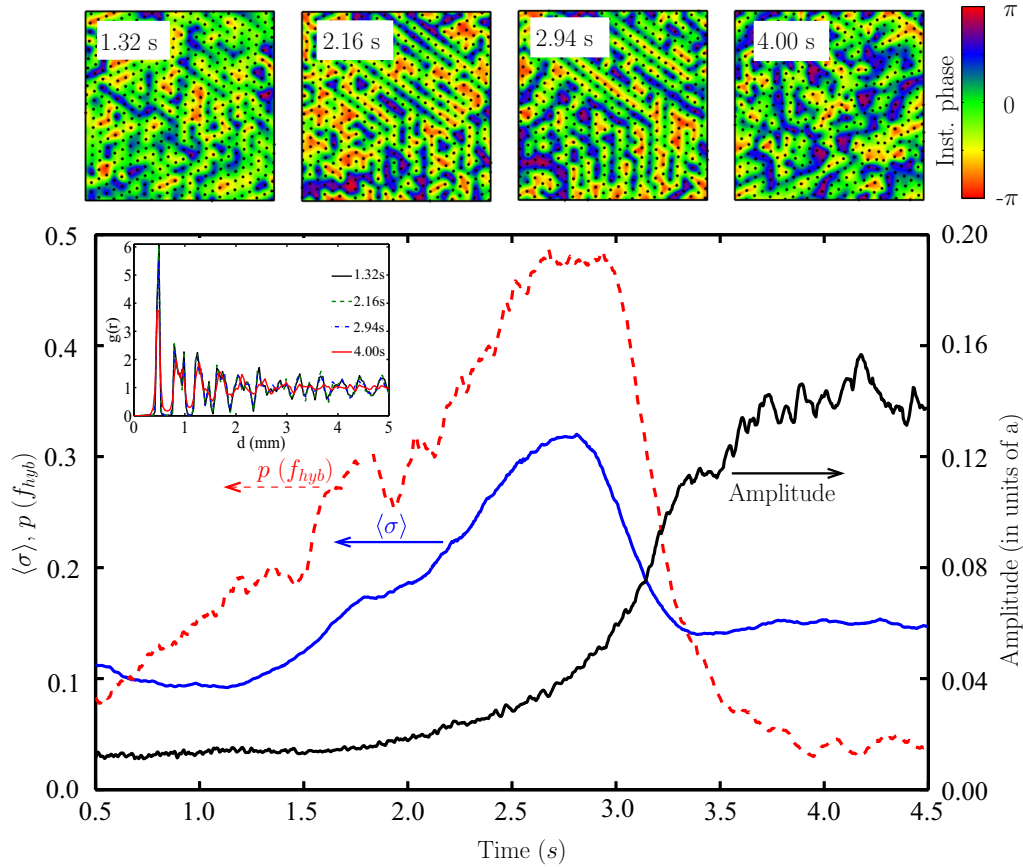 1.32 s
2.16 s
2.94 s
4.00 s
π
0
-π
Inst. phase
0.5
0.4
0.3
0.2
0.1
0.0
⟨σ⟩, p (f_hyb)
6
5
4
3
2
1
0
g(r)
0 1 2 3 4 5
d (mm)
1.32s
2.16s
2.94s
4.00s
p (f_hyb)
⟨σ⟩
Amplitude
0.20
0.16
0.12
0.08
0.04
0.00
Amplitude (in units of a)
0.5 1.0 1.5 2.0 2.5 3.0 3.5 4.0 4.5
Time (s)